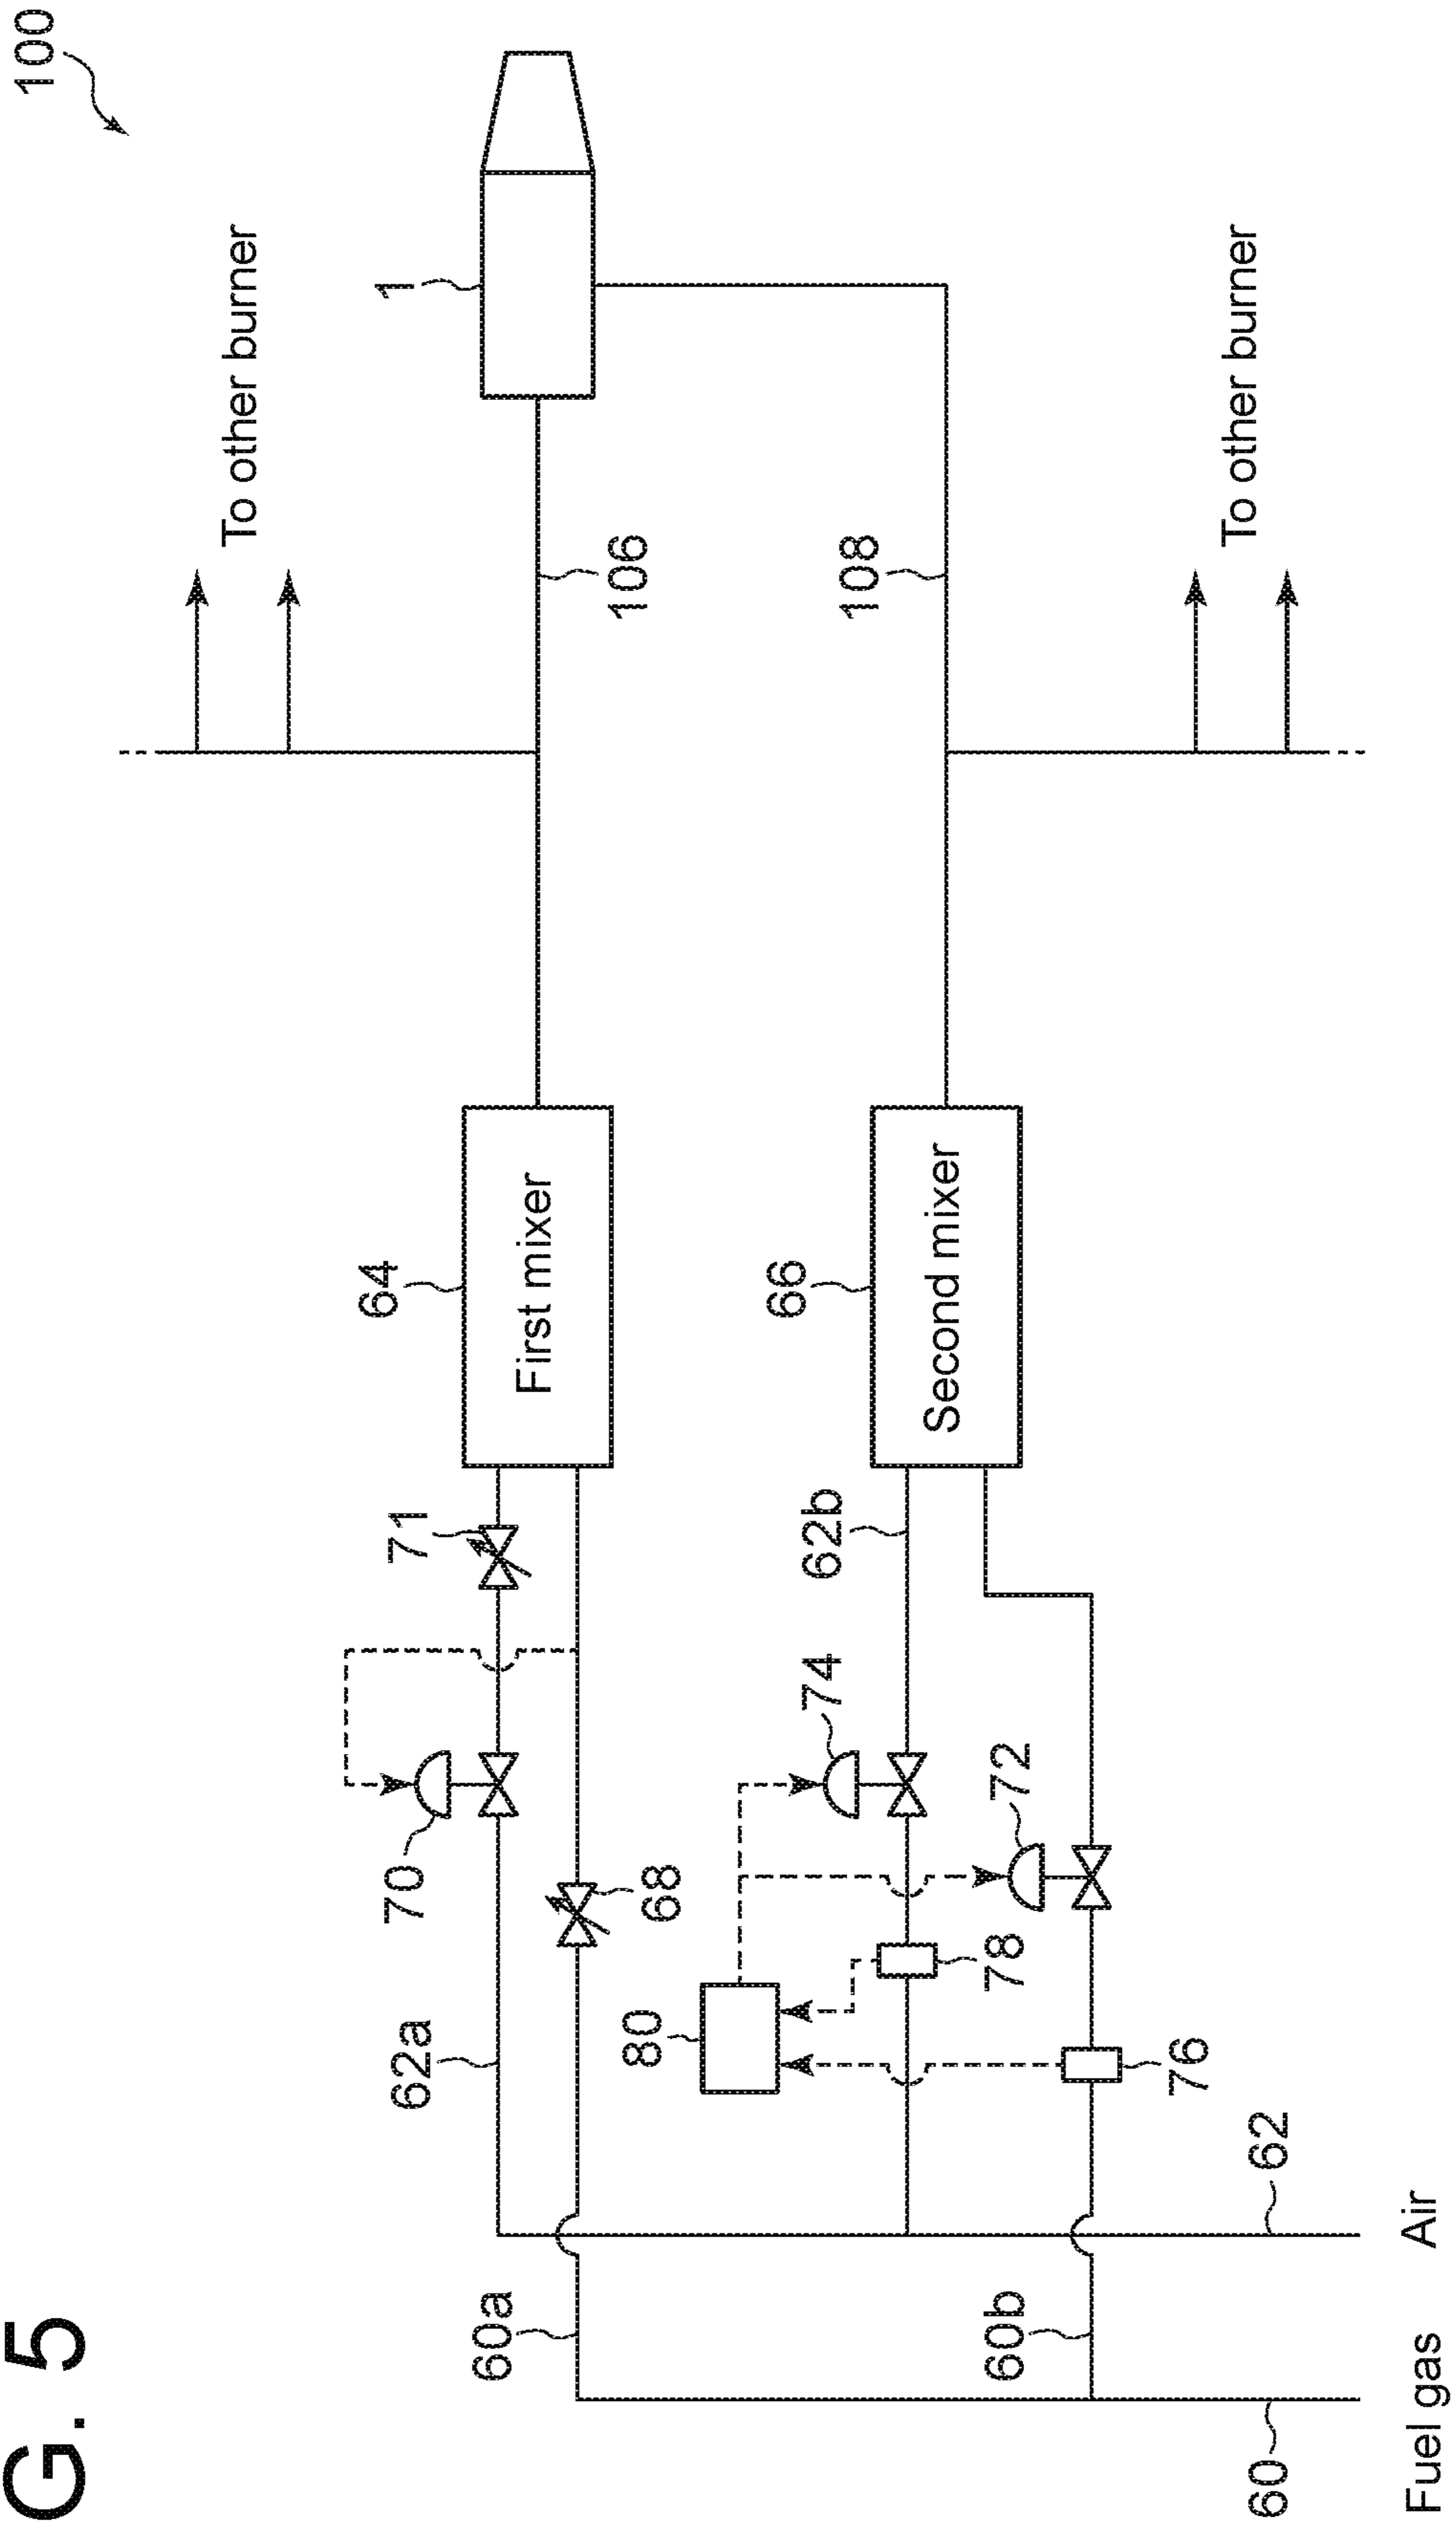 G. 5
100
To other burner
1
106
64
First mixer
71
70
68
62a
60a
108
To other burner
66
Second mixer
62b
74
72
80
78
76
62
Air
60b
60
Fuel gas